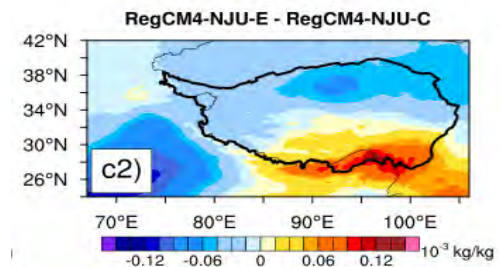 RegCM4-NJU-E - RegCM4-NJU-C
42°N
38°N
34°N
30°N
26°N
c2)
70°E 80°E 90°E 100°E
-0.12 -0.06 0 0.06 0.12 10-3 kg/kg